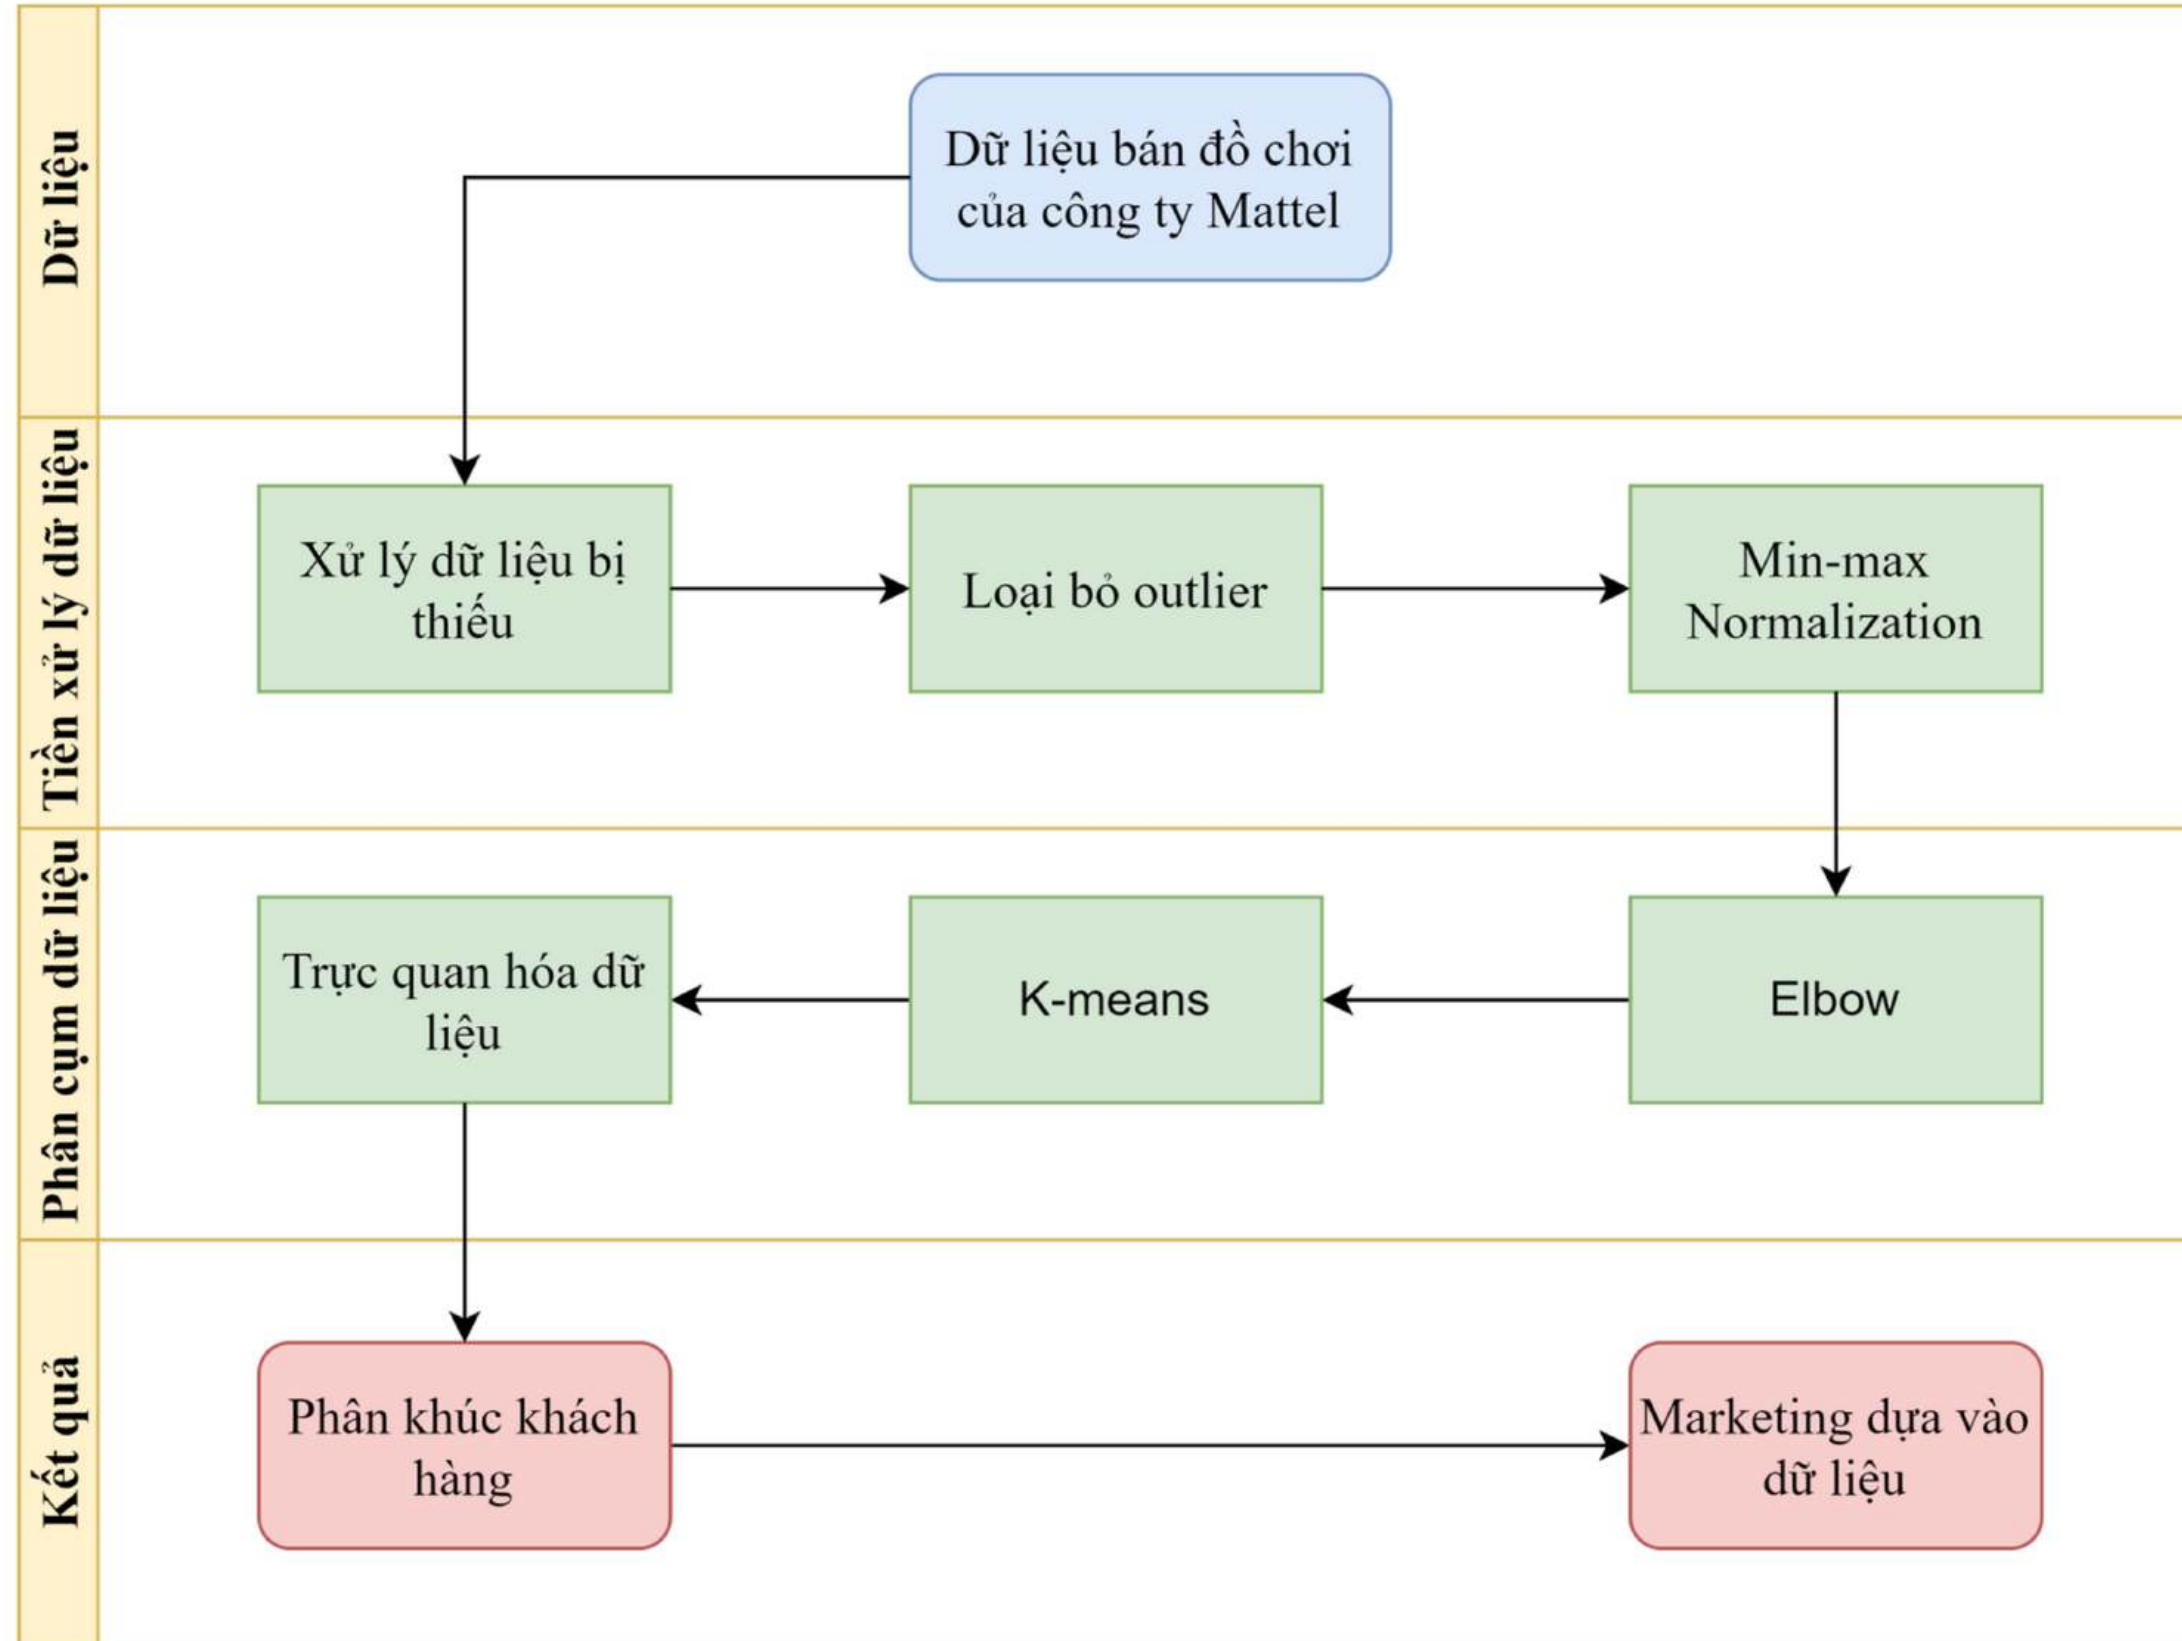 Dữ liệu
Dữ liệu bán đồ chơi
của công ty Mattel
Tiền xử lý dữ liệu
Xử lý dữ liệu bị
thiếu
Loại bỏ outlier
Min-max
Normalization
Phân cụm dữ liệu
Trực quan hóa dữ
liệu
K-means
Elbow
Kết quả
Phân khúc khách
hàng
Marketing dựa vào
dữ liệu